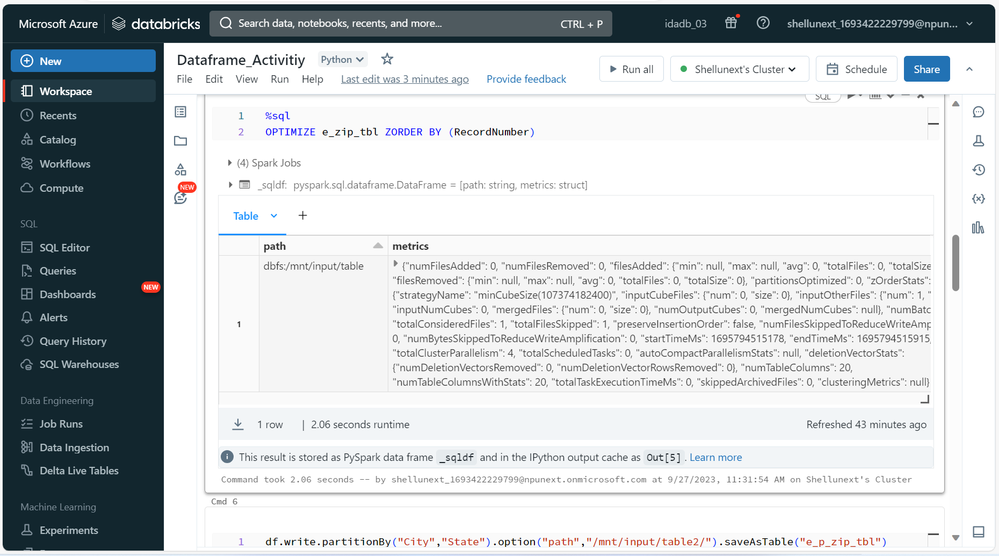 Microsoft Azure
databricks
Search data, notebooks, recents, and more...
CTRL + P
idadb_03
shellunext_1693422229799@npun...
New
Workspace
Recents
Catalog
Workflows
Compute
SQL
SQL Editor
Queries
NEW
Dashboards
Alerts
Query History
SQL Warehouses
Data Engineering
Job Runs
Data Ingestion
Delta Live Tables
Machine Learning
Experiments
Dataframe_Activitiy
Python
File Edit View Run Help Last edit was 3 minutes ago Provide feedback
Run all
Shellunext's Cluster
Schedule
Share
NEW
SQL
1 %sql
2 OPTIMIZE e_zip_tbl ZORDER BY (RecordNumber)
(4) Spark Jobs
_sqldf: pyspark.sql.dataframe.DataFrame = [path: string, metrics: struct]
Table +
path metrics
1
dbfs:/mnt/input/table
{"numFilesAdded": 0, "numFilesRemoved": 0, "filesAdded": {"min": null, "max": null, "avg": 0, "totalFiles": 0, "totalSize
"filesRemoved": {"min": null, "max": null, "avg": 0, "totalFiles": 0, "totalSize": 0}, "partitionsOptimized": 0, "zOrderStats":
{"strategyName": "minCubeSize(107374182400)", "inputCubeFiles": {"num": 0, "size": 0}, "inputOtherFiles": {"num": 1, "
"inputNumCubes": 0, "mergedFiles": {"num": 0, "size": 0}, "numOutputCubes": 0, "mergedNumCubes": null}, "numBatc
"totalConsideredFiles": 1, "totalFilesSkipped": 1, "preserveInsertionOrder": false, "numFilesSkippedToReduceWriteAmp
0, "numBytesSkippedToReduceWriteAmplification": 0, "startTimeMs": 1695794515178, "endTimeMs": 1695794515915,
"totalClusterParallelism": 4, "totalScheduledTasks": 0, "autoCompactParallelismStats": null, "deletionVectorStats":
{"numDeletionVectorsRemoved": 0, "numDeletionVectorRowsRemoved": 0}, "numTableColumns": 20,
"numTableColumnsWithStats": 20, "totalTaskExecutionTimeMs": 0, "skippedArchivedFiles": 0, "clusteringMetrics": null}
1 row | 2.06 seconds runtime
Refreshed 43 minutes ago
This result is stored as PySpark data frame _sqldf and in the IPython output cache as Out[5]. Learn more
Command took 2.06 seconds -- by shellunext_1693422229799@npunext.onmicrosoft.com at 9/27/2023, 11:31:54 AM on Shellunext's Cluster
Cmd 6
1 df.write.partitionBy("City","State").option("path","/mnt/input/table2/").saveAsTable("e_p_zip_tbl")